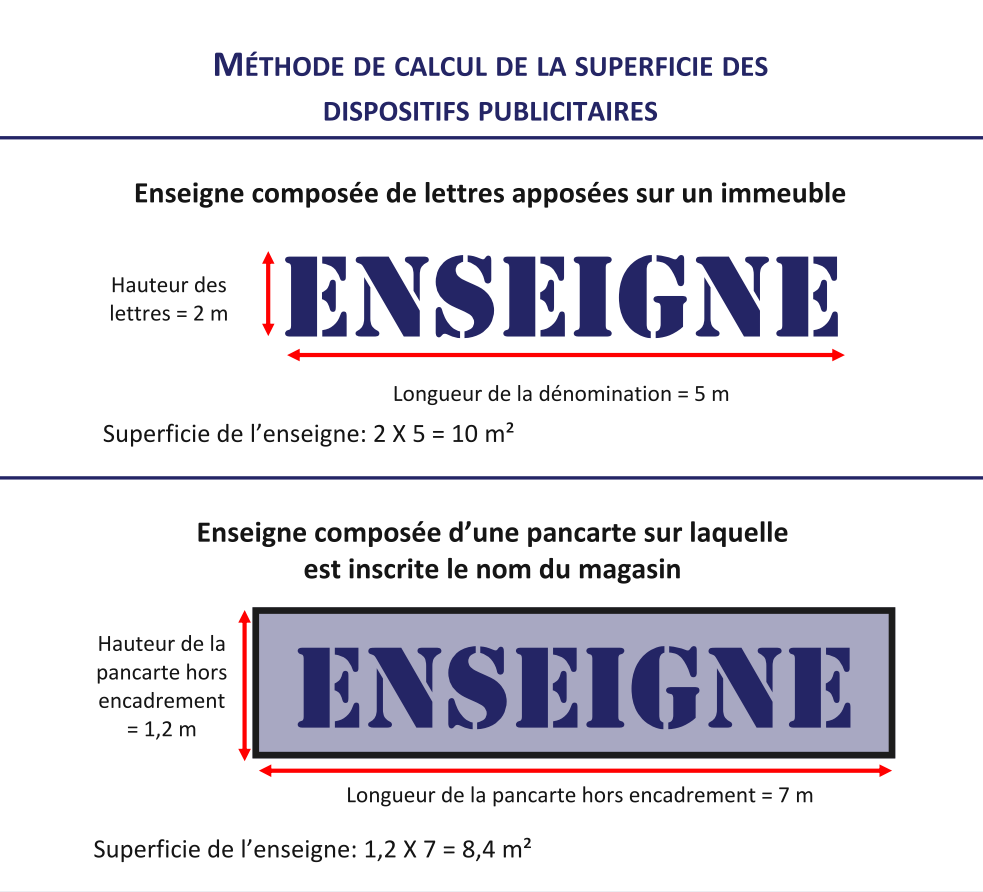 MÉTHODE DE CALCUL DE LA SUPERFICIE DES
DISPOSITIFS PUBLICITAIRES
Enseigne composée de lettres apposées sur un immeuble
Hauteur des
lettres = 2 m
ENSEIGNE
Longueur de la dénomination = 5 m
Superficie de l’enseigne: 2 X 5 = 10 m²
Enseigne composée d’une pancarte sur laquelle
est inscrite le nom du magasin
Hauteur de la
pancarte hors
encadrement
= 1,2 m
ENSEIGNE
Longueur de la pancarte hors encadrement = 7 m
Superficie de l’enseigne: 1,2 X 7 = 8,4 m²